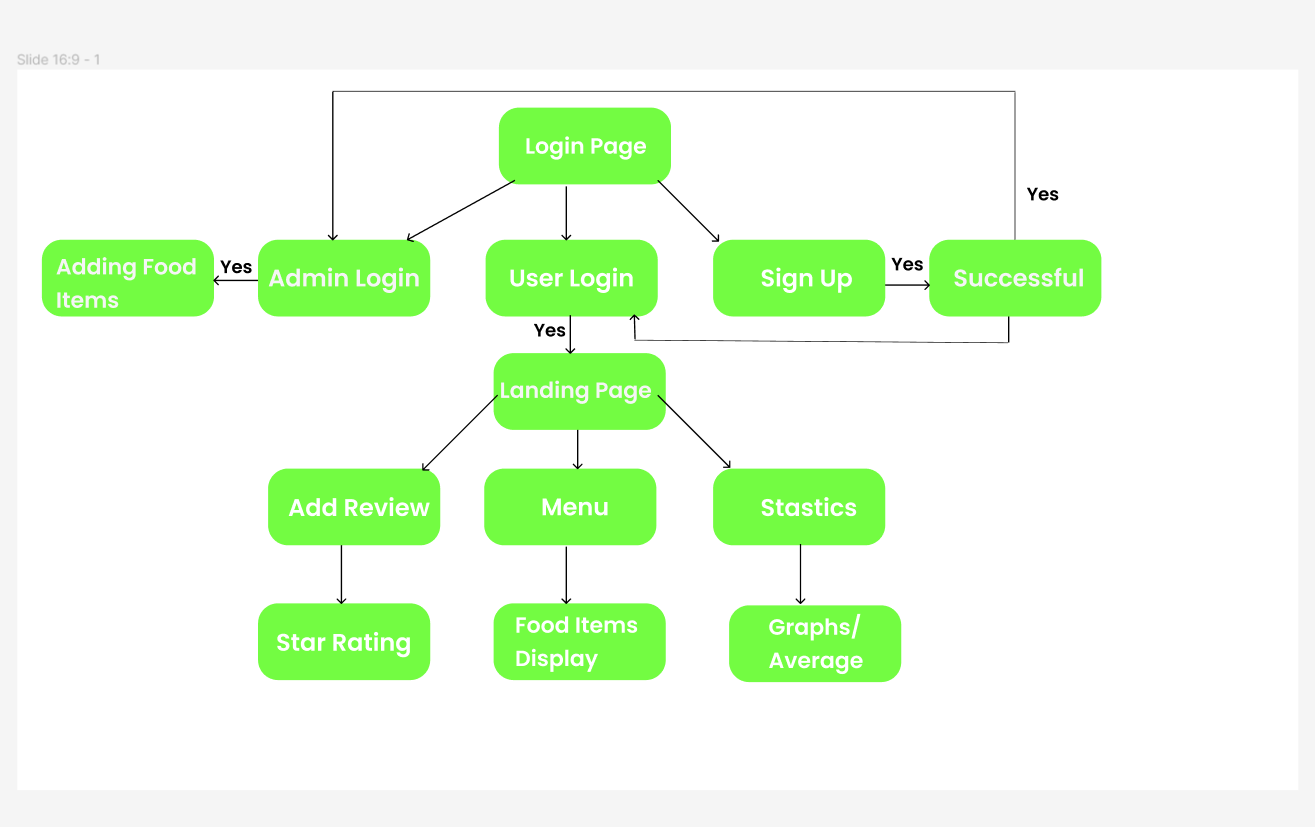 Slide 16:9 - 1
Login Page
Yes
Adding Food
Items
Yes
Admin Login
User Login
Sign Up
Yes
Successful
Yes
Landing Page
Add Review
Menu
Stastics
Star Rating
Food Items
Display
Graphs/
Average